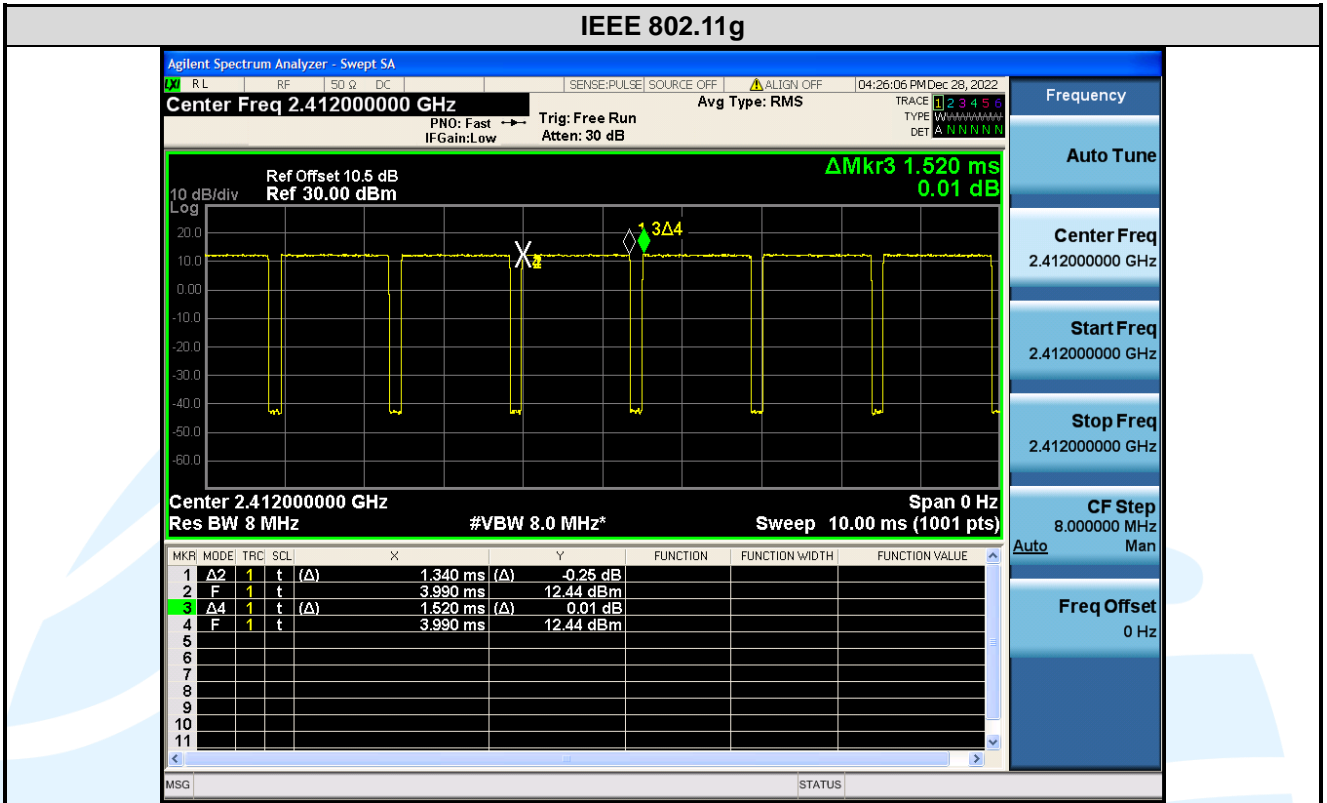 IEEE 802.11g
Agilent Spectrum Analyzer - Swept SA
LXI RL RF 50 Ω DC SENSE:PULSE SOURCE OFF ALIGN OFF 04:26:06 PM Dec 28, 2022
Center Freq 2.412000000 GHz
PNO: Fast
IFGain:Low
Trig: Free Run
Atten: 30 dB
Avg Type: RMS
TRACE 1 2 3 4 5 6
TYPE W
DET A N N N N N
ΔMkr3 1.520 ms
0.01 dB
Ref Offset 10.5 dB
10 dB/div Ref 30.00 dBm
Log
20.0
10.0
0.00
-10.0
-20.0
-30.0
-40.0
-50.0
-60.0
3Δ4
Center 2.412000000 GHz Span 0 Hz
Res BW 8 MHz #VBW 8.0 MHz* Sweep 10.00 ms (1001 pts)
MKR MODE TRC SCL X Y FUNCTION FUNCTION WIDTH FUNCTION VALUE
1 Δ2 1 t (Δ) 1.340 ms (Δ) -0.25 dB
2 F 1 t 3.990 ms 12.44 dBm
3 Δ4 1 t (Δ) 1.520 ms (Δ) 0.01 dB
4 F 1 t 3.990 ms 12.44 dBm
5
6
7
8
9
10
11
MSG STATUS
Frequency
Auto Tune
Center Freq
2.412000000 GHz
Start Freq
2.412000000 GHz
Stop Freq
2.412000000 GHz
CF Step
8.000000 MHz
Auto Man
Freq Offset
0 Hz